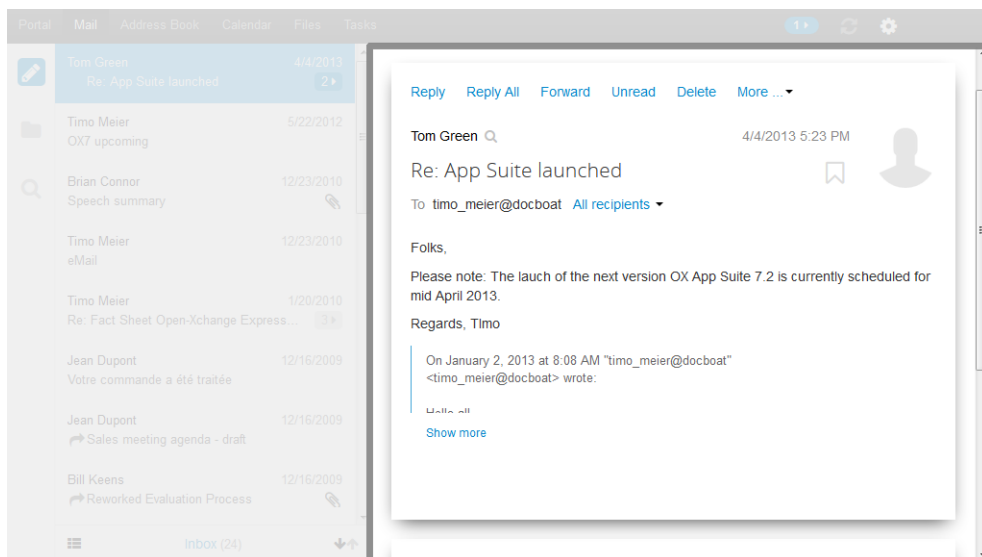 Portal Mail Address Book Calendar Files Tasks 1
Tom Green 4/4/2013
Re: App Suite launched 2
Timo Meier 5/22/2012
OX7 upcoming
Brian Connor 12/23/2010
Speech summary
Timo Meier 12/23/2010
eMail
Timo Meier 1/20/2010
Re: Fact Sheet Open-Xchange Express... 3
Jean Dupont 12/16/2009
Votre commande a été traitée
Jean Dupont 12/16/2009
Sales meeting agenda - draft
Bill Keens 12/16/2009
Reworked Evaluation Process
Inbox (24)
Reply Reply All Forward Unread Delete More ...
Tom Green 4/4/2013 5:23 PM
Re: App Suite launched
To timo_meier@docboat All recipients
Folks,
Please note: The lauch of the next version OX App Suite 7.2 is currently scheduled for
mid April 2013.
Regards, TImo
On January 2, 2013 at 8:08 AM "timo_meier@docboat"
<timo_meier@docboat> wrote:
Hello all
Show more